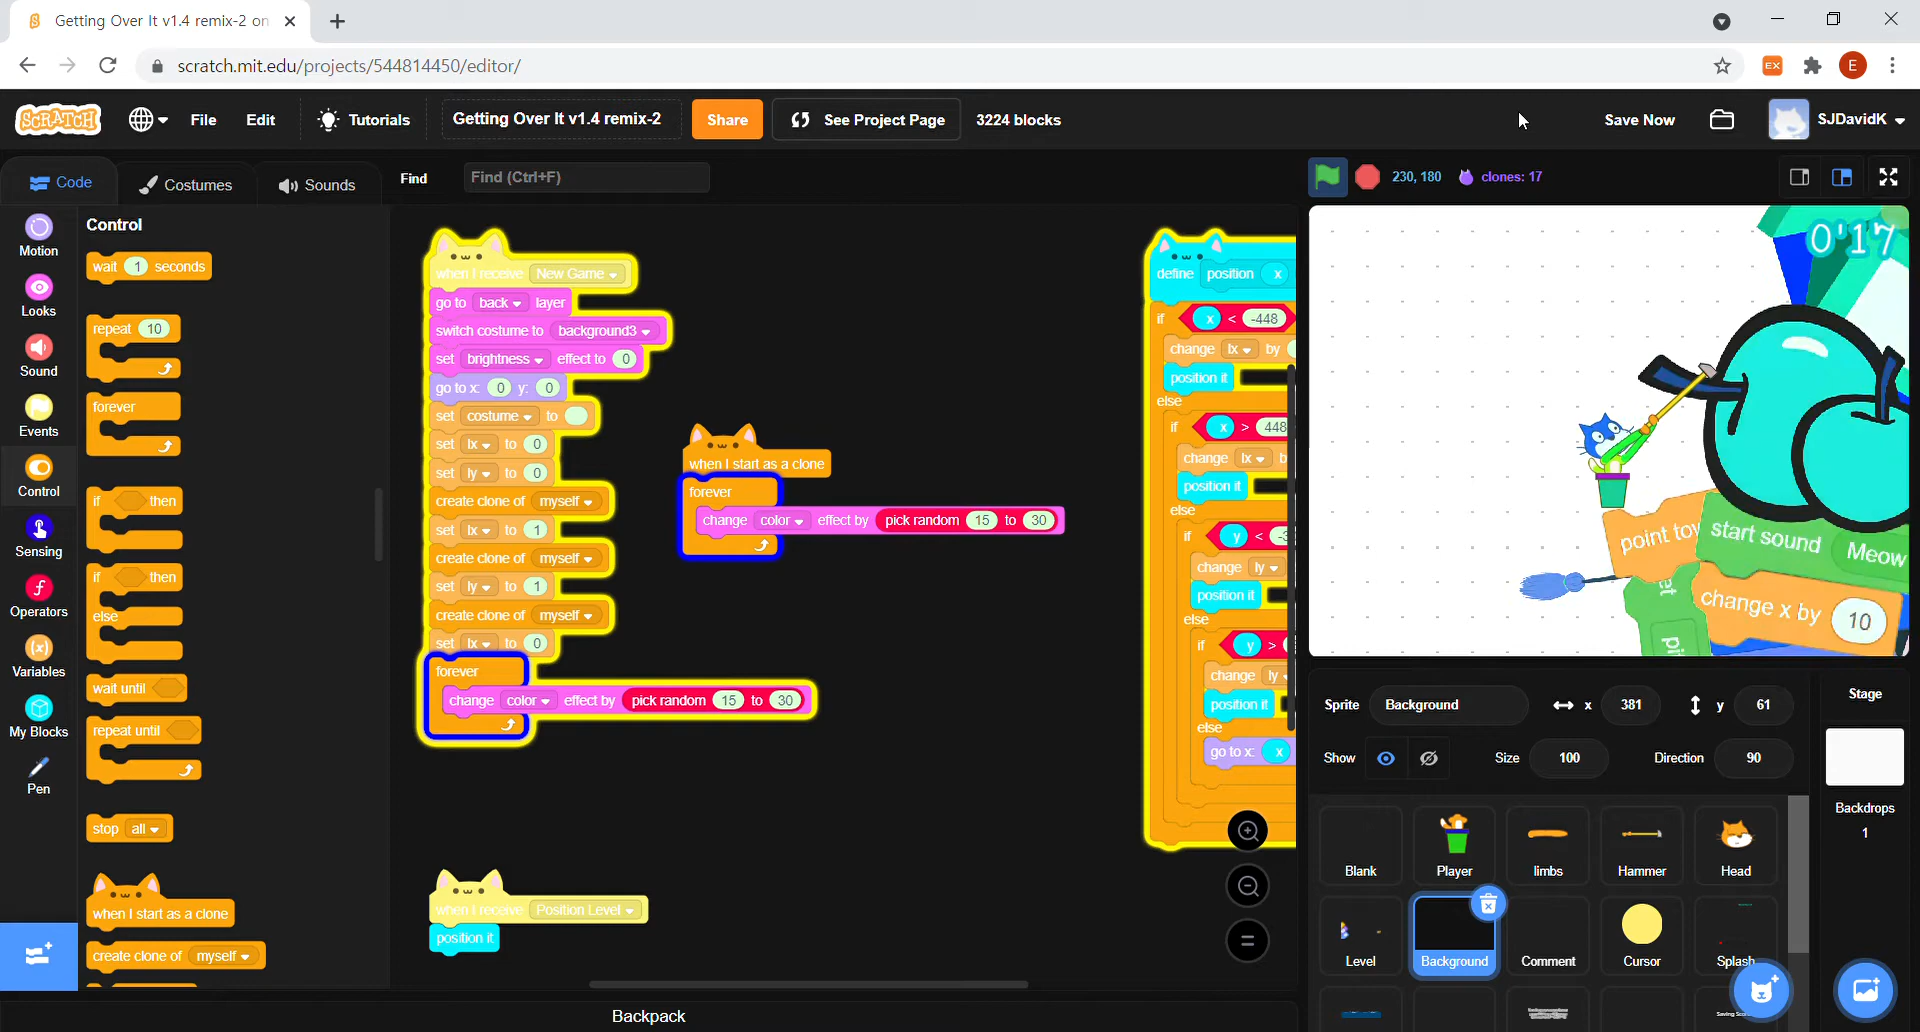 Getting Over It v1.4 remix-2 on
scratch.mit.edu/projects/544814450/editor/
EX
E
SCRATCH
File
Edit
Tutorials
Getting Over It v1.4 remix-2
Share
See Project Page
3224 blocks
Save Now
SJDavidK
Code
Costumes
Sounds
Find
Find (Ctrl+F)
230, 180
clones: 17
Motion
Looks
Sound
Events
Control
Sensing
Operators
Variables
My Blocks
Pen
Control
wait 1 seconds
repeat 10
forever
if then
if then
else
wait until
repeat until
stop all
when I start as a clone
create clone of myself
when I receive New Game
go to back layer
switch costume to background3
set brightness effect to 0
go to x: 0 y: 0
set costume to
set lx to 0
set ly to 0
create clone of myself
set lx to 1
create clone of myself
set ly to 1
create clone of myself
set lx to 0
forever
change color effect by pick random 15 to 30
when I start as a clone
forever
change color effect by pick random 15 to 30
when I receive Position Level
position it
define position x
if x < -448
change lx by
position it
else
if x > 448
change lx b
position it
else
if y < -3
change ly
position it
else
if y >
change ly
position it
else
go to x: x
0'17
point tow
start sound Meow
change x by 10
Sprite
Background
x 381
y 61
Show
Size 100
Direction 90
Stage
Backdrops
1
Blank
Player
limbs
Hammer
Head
Level
Background
Comment
Cursor
Splash
Backpack